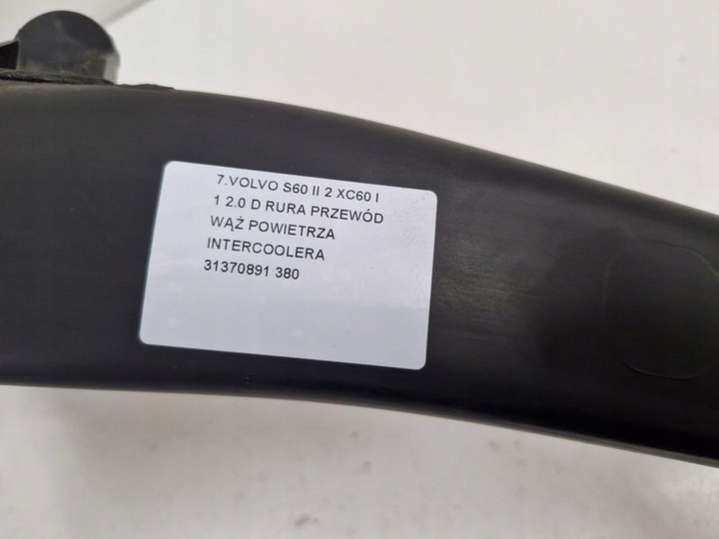 7.VOLVO S60 II 2 XC60 I
1 2.0 D RURA PRZEWÓD
WĄŻ POWIETRZA
INTERCOOLERA
31370891 380